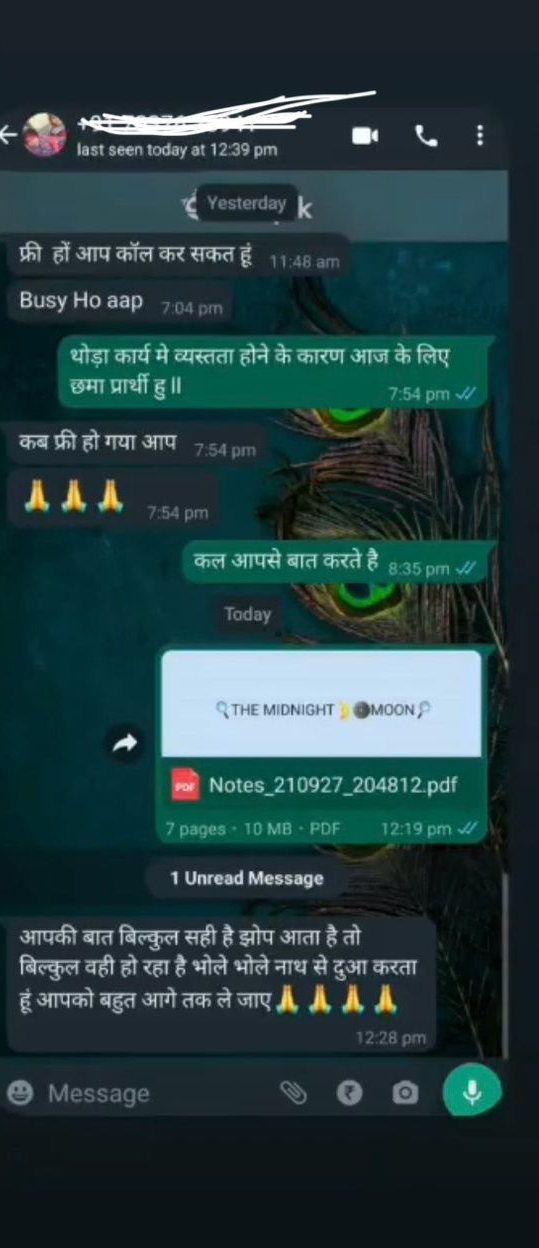 last seen today at 12:39 pm
Yesterday
फ्री हों आप कॉल कर सकत हूं 11:48 am
Busy Ho aap 7:04 pm
थोड़ा कार्य मे व्यस्तता होने के कारण आज के लिए
छमा प्रार्थी हु ll
7:54 pm
कब फ्री हो गया आप 7:54 pm
🙏🙏🙏 7:54 pm
कल आपसे बात करते है 8:35 pm
Today
🔍THE MIDNIGHT🌛🌚MOON🔎
PDF Notes_210927_204812.pdf
7 pages • 10 MB • PDF 12:19 pm
1 Unread Message
आपकी बात बिल्कुल सही है झोप आता है तो
बिल्कुल वही हो रहा है भोले भोले नाथ से दुआ करता
हूं आपको बहुत आगे तक ले जाए🙏🙏🙏🙏
12:28 pm
Message